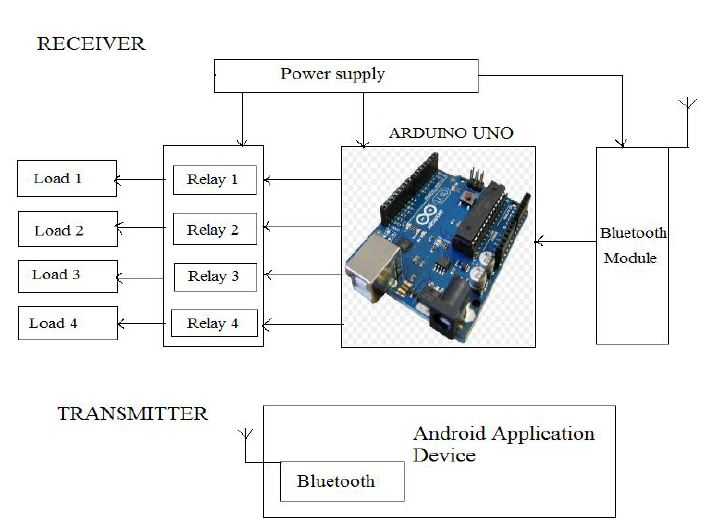 RECEIVER
Power supply
ARDUINO UNO
Load 1
Relay 1
Load 2
Relay 2
Bluetooth
Module
Load 3
Relay 3
Load 4
Relay 4
TRANSMITTER
Android Application
Device
Bluetooth